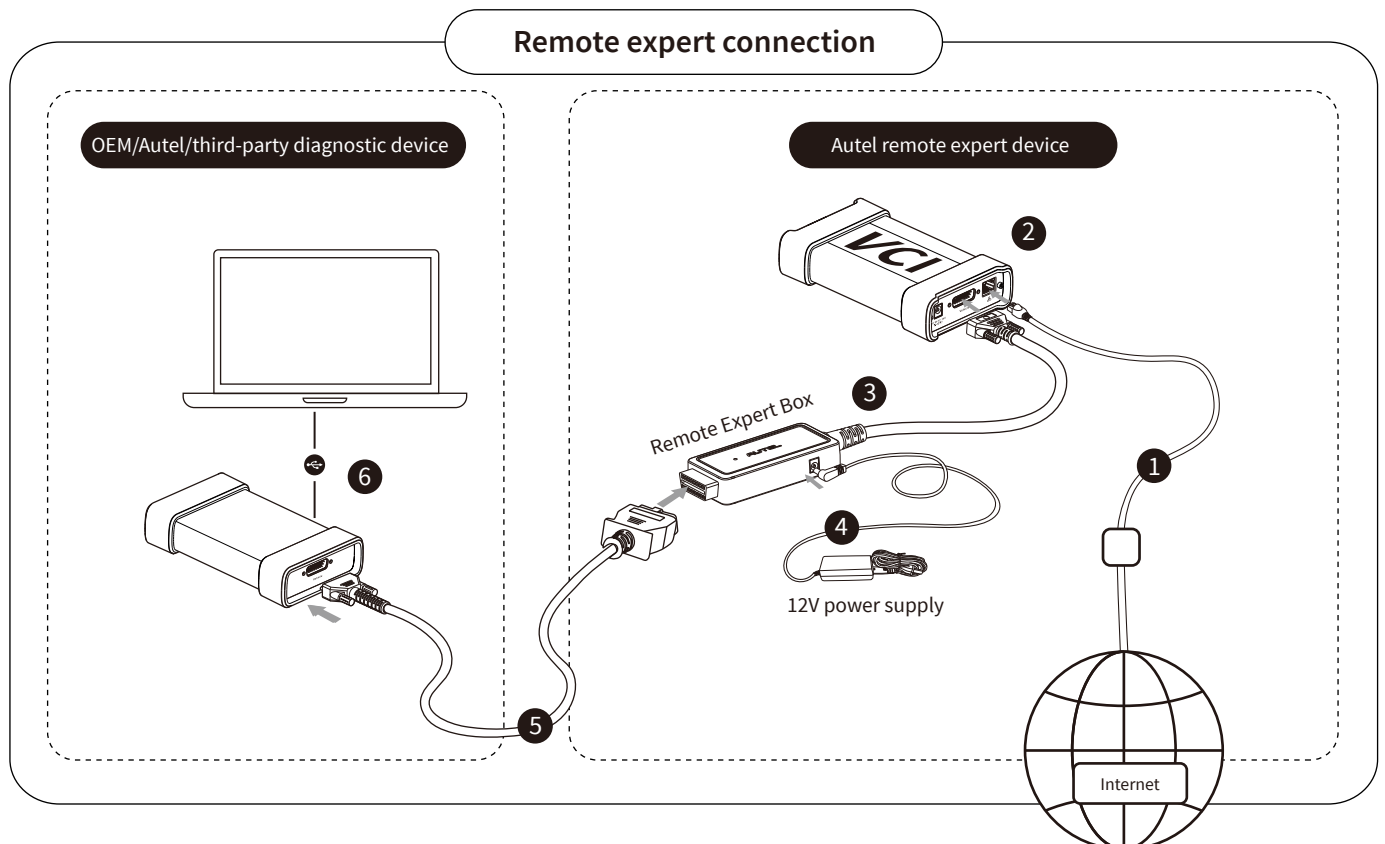 Remote expert connection
OEM/Autel/third-party diagnostic device
Autel remote expert device
2
VCI
3
Remote Expert Box
AUTEL
1
6
4
12V power supply
5
Internet